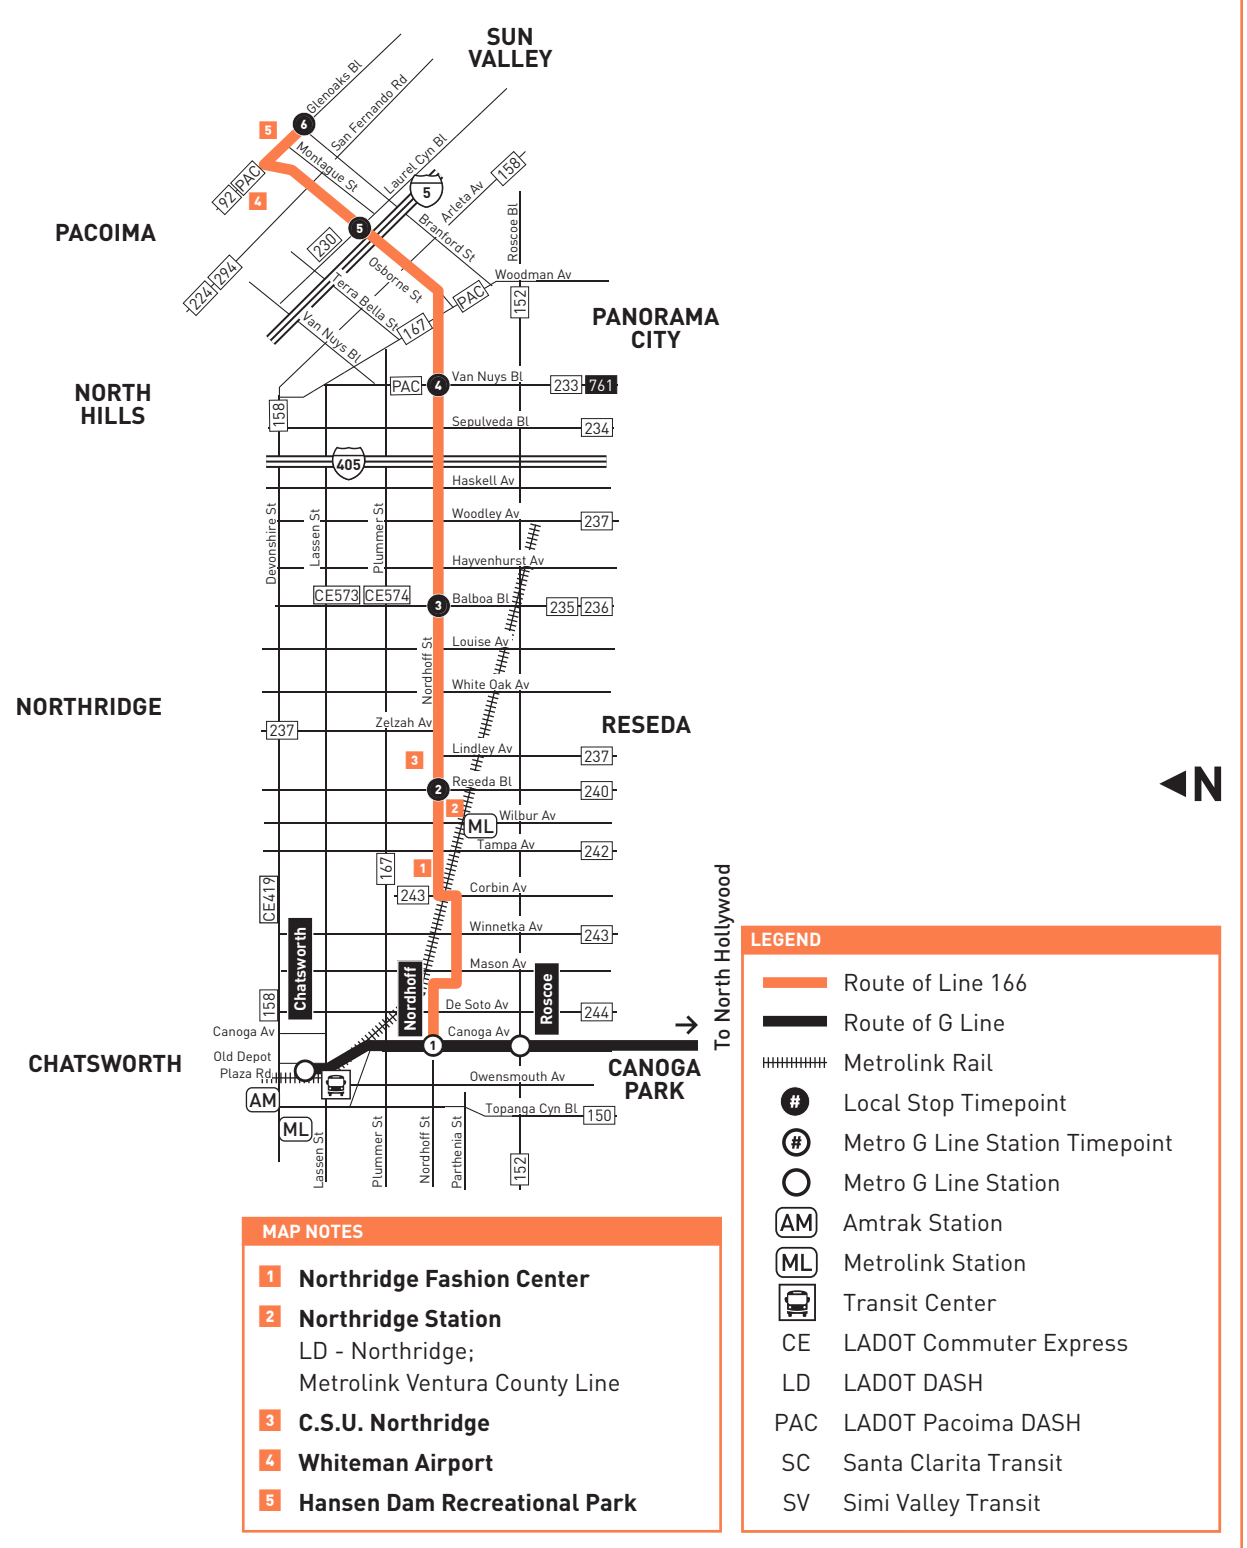 SUN
VALLEY
Glenoaks Bl
San Fernando Rd
6
5
Montague St
Laurel Cyn Bl
92
PAC
4
5
Arleta Av
158
PACOIMA
5
Branford St
Roscoe Bl
230
Osborne St
Woodman Av
224
294
Terra Bella St
PAC
152
Van Nuys Bl
167
PANORAMA
CITY
NORTH
HILLS
PAC
4
Van Nuys Bl
233
761
158
Sepulveda Bl
234
405
Haskell Av
Devonshire St
Lassen St
Plummer St
Woodley Av
237
Hayvenhurst Av
CE573
CE574
3
Balboa Bl
235
236
Nordhoff St
Louise Av
White Oak Av
NORTHRIDGE
237
Zelzah Av
RESEDA
3
Lindley Av
237
2
Reseda Bl
240
N
2
ML
Wilbur Av
Tampa Av
242
167
1
CE419
243
Corbin Av
Chatsworth
Winnetka Av
243
To North Hollywood
Nordhoff
Mason Av
Roscoe
158
De Soto Av
244
Canoga Av
1
Canoga Av
CHATSWORTH
Old Depot
Plaza Rd
CANOGA
PARK
Owensmouth Av
AM
ML
Topanga Cyn Bl
150
Lassen St
Plummer St
Nordhoff St
Parthenia St
152
MAP NOTES
1 Northridge Fashion Center
2 Northridge Station
LD - Northridge;
Metrolink Ventura County Line
3 C.S.U. Northridge
4 Whiteman Airport
5 Hansen Dam Recreational Park
LEGEND
Route of Line 166
Route of G Line
Metrolink Rail
# Local Stop Timepoint
# Metro G Line Station Timepoint
Metro G Line Station
AM Amtrak Station
ML Metrolink Station
Transit Center
CE LADOT Commuter Express
LD LADOT DASH
PAC LADOT Pacoima DASH
SC Santa Clarita Transit
SV Simi Valley Transit